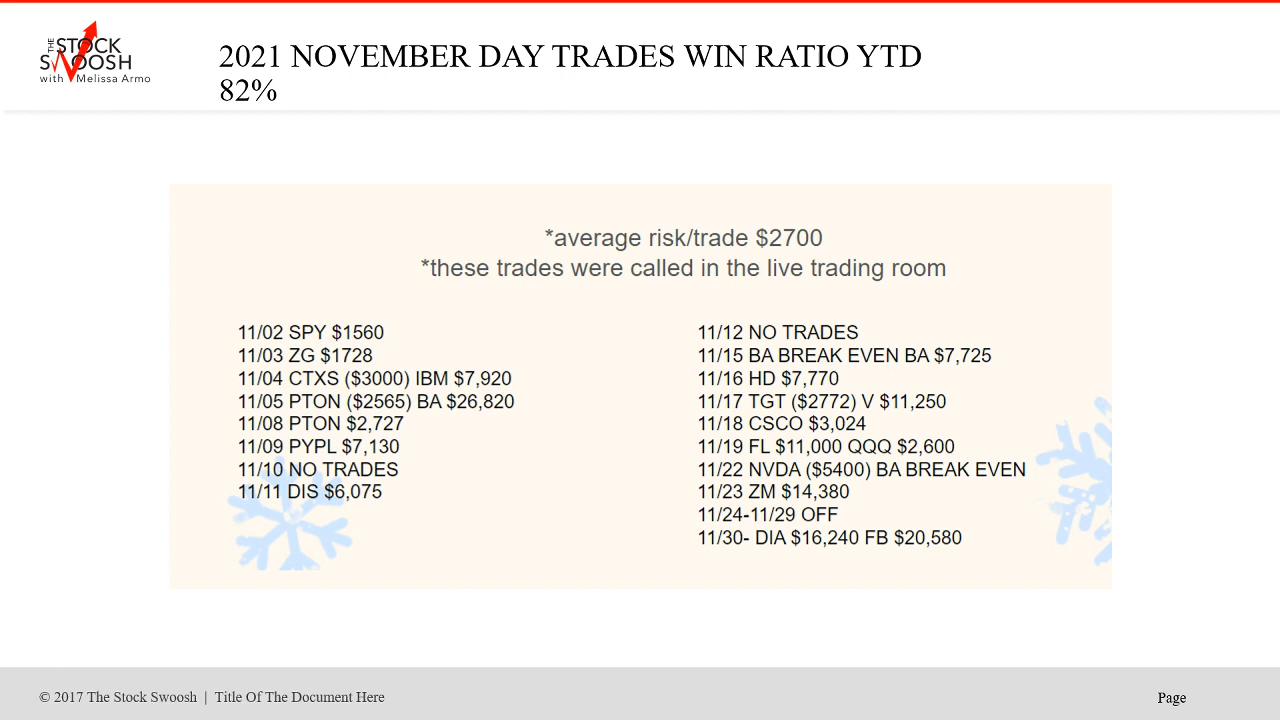 THE STOCK
SWOOSH
with Melissa Armo
2021 NOVEMBER DAY TRADES WIN RATIO YTD
82%
*average risk/trade $2700
*these trades were called in the live trading room
11/02 SPY $1560
11/03 ZG $1728
11/04 CTXS ($3000) IBM $7,920
11/05 PTON ($2565) BA $26,820
11/08 PTON $2,727
11/09 PYPL $7,130
11/10 NO TRADES
11/11 DIS $6,075
11/12 NO TRADES
11/15 BA BREAK EVEN BA $7,725
11/16 HD $7,770
11/17 TGT ($2772) V $11,250
11/18 CSCO $3,024
11/19 FL $11,000 QQQ $2,600
11/22 NVDA ($5400) BA BREAK EVEN
11/23 ZM $14,380
11/24-11/29 OFF
11/30- DIA $16,240 FB $20,580
© 2017 The Stock Swoosh | Title Of The Document Here
Page